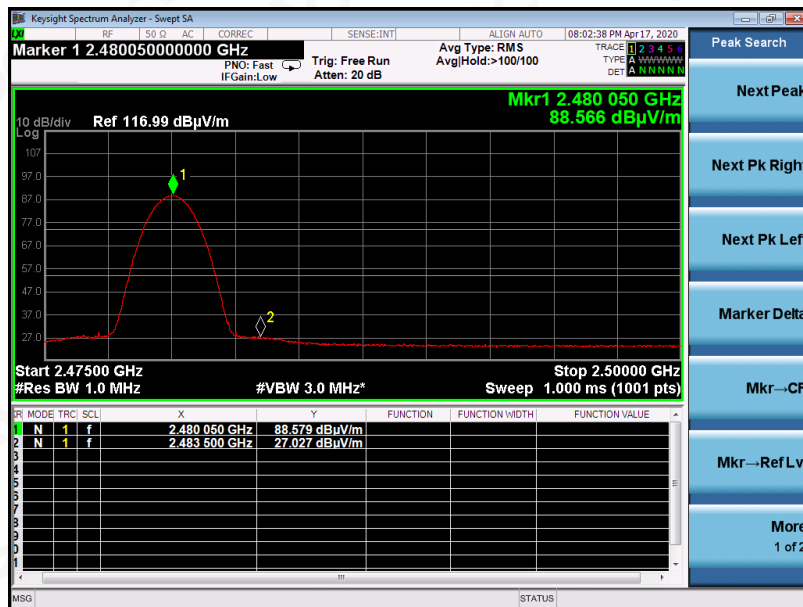 Keysight Spectrum Analyzer - Swept SA
LXI RF 50 Ω AC CORREC SENSE:INT ALIGN AUTO 08:02:38 PM Apr 17, 2020
Marker 1 2.480050000000 GHz
PNO: Fast
IFGain:Low
Trig: Free Run
Atten: 20 dB
Avg Type: RMS
Avg|Hold:>100/100
TRACE 1 2 3 4 5 6
TYPE A WWWWW
DET A N N N N N
Mkr1 2.480 050 GHz
88.566 dBµV/m
10 dB/div Ref 116.99 dBµV/m
Log
107
97.0
87.0
77.0
67.0
57.0
47.0
37.0
27.0
1
2
Start 2.47500 GHz Stop 2.50000 GHz
#Res BW 1.0 MHz #VBW 3.0 MHz* Sweep 1.000 ms (1001 pts)
KR MODE TRC SCL X Y FUNCTION FUNCTION WIDTH FUNCTION VALUE
1 N 1 f 2.480 050 GHz 88.579 dBµV/m
2 N 1 f 2.483 500 GHz 27.027 dBµV/m
3
4
5
6
7
8
9
0
1
MSG STATUS
Peak Search
Next Peak
Next Pk Right
Next Pk Left
Marker Delta
Mkr→CF
Mkr→Ref Lv
More
1 of 2